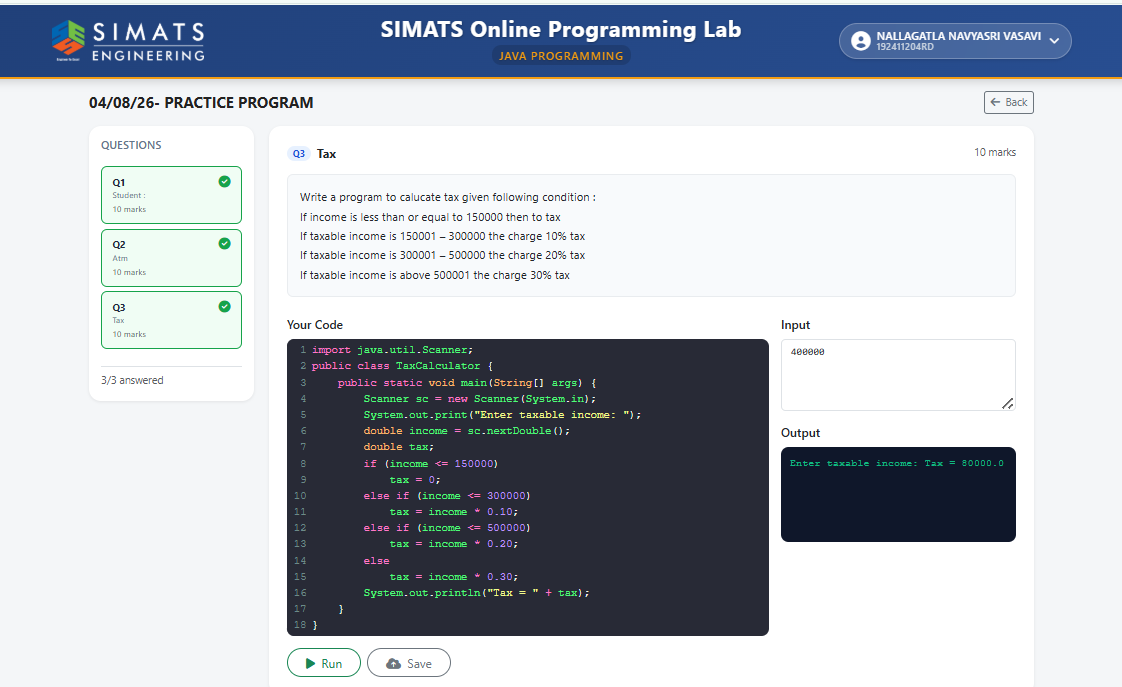 SIMATS
ENGINEERING
SIMATS Online Programming Lab
JAVA PROGRAMMING
NALLAGATLA NAVYASRI VASAVI
192411204RD
04/08/26- PRACTICE PROGRAM
Back
QUESTIONS
Q1
Student :
10 marks
Q2
Atm
10 marks
Q3
Tax
10 marks
3/3 answered
Q3 Tax
10 marks
Write a program to calucate tax given following condition :
If income is less than or equal to 150000 then to tax
If taxable income is 150001 – 300000 the charge 10% tax
If taxable income is 300001 – 500000 the charge 20% tax
If taxable income is above 500001 the charge 30% tax
Your Code
1 import java.util.Scanner;
2 public class TaxCalculator {
3     public static void main(String[] args) {
4         Scanner sc = new Scanner(System.in);
5         System.out.print("Enter taxable income: ");
6         double income = sc.nextDouble();
7         double tax;
8         if (income <= 150000)
9             tax = 0;
10         else if (income <= 300000)
11             tax = income * 0.10;
12         else if (income <= 500000)
13             tax = income * 0.20;
14         else
15             tax = income * 0.30;
16         System.out.println("Tax = " + tax);
17     }
18 }
Input
400000
Output
Enter taxable income: Tax = 80000.0
Run
Save